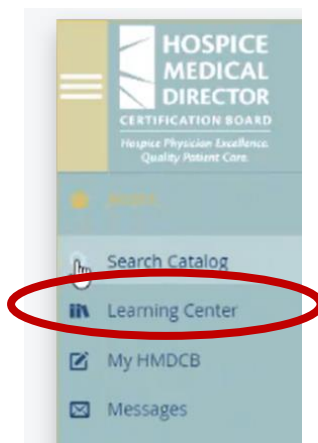 HOSPICE
MEDICAL
DIRECTOR
CERTIFICATION BOARD
Hospice Physician Excellence.
Quality Patient Care.
Search Catalog
Learning Center
My HMDCB
Messages